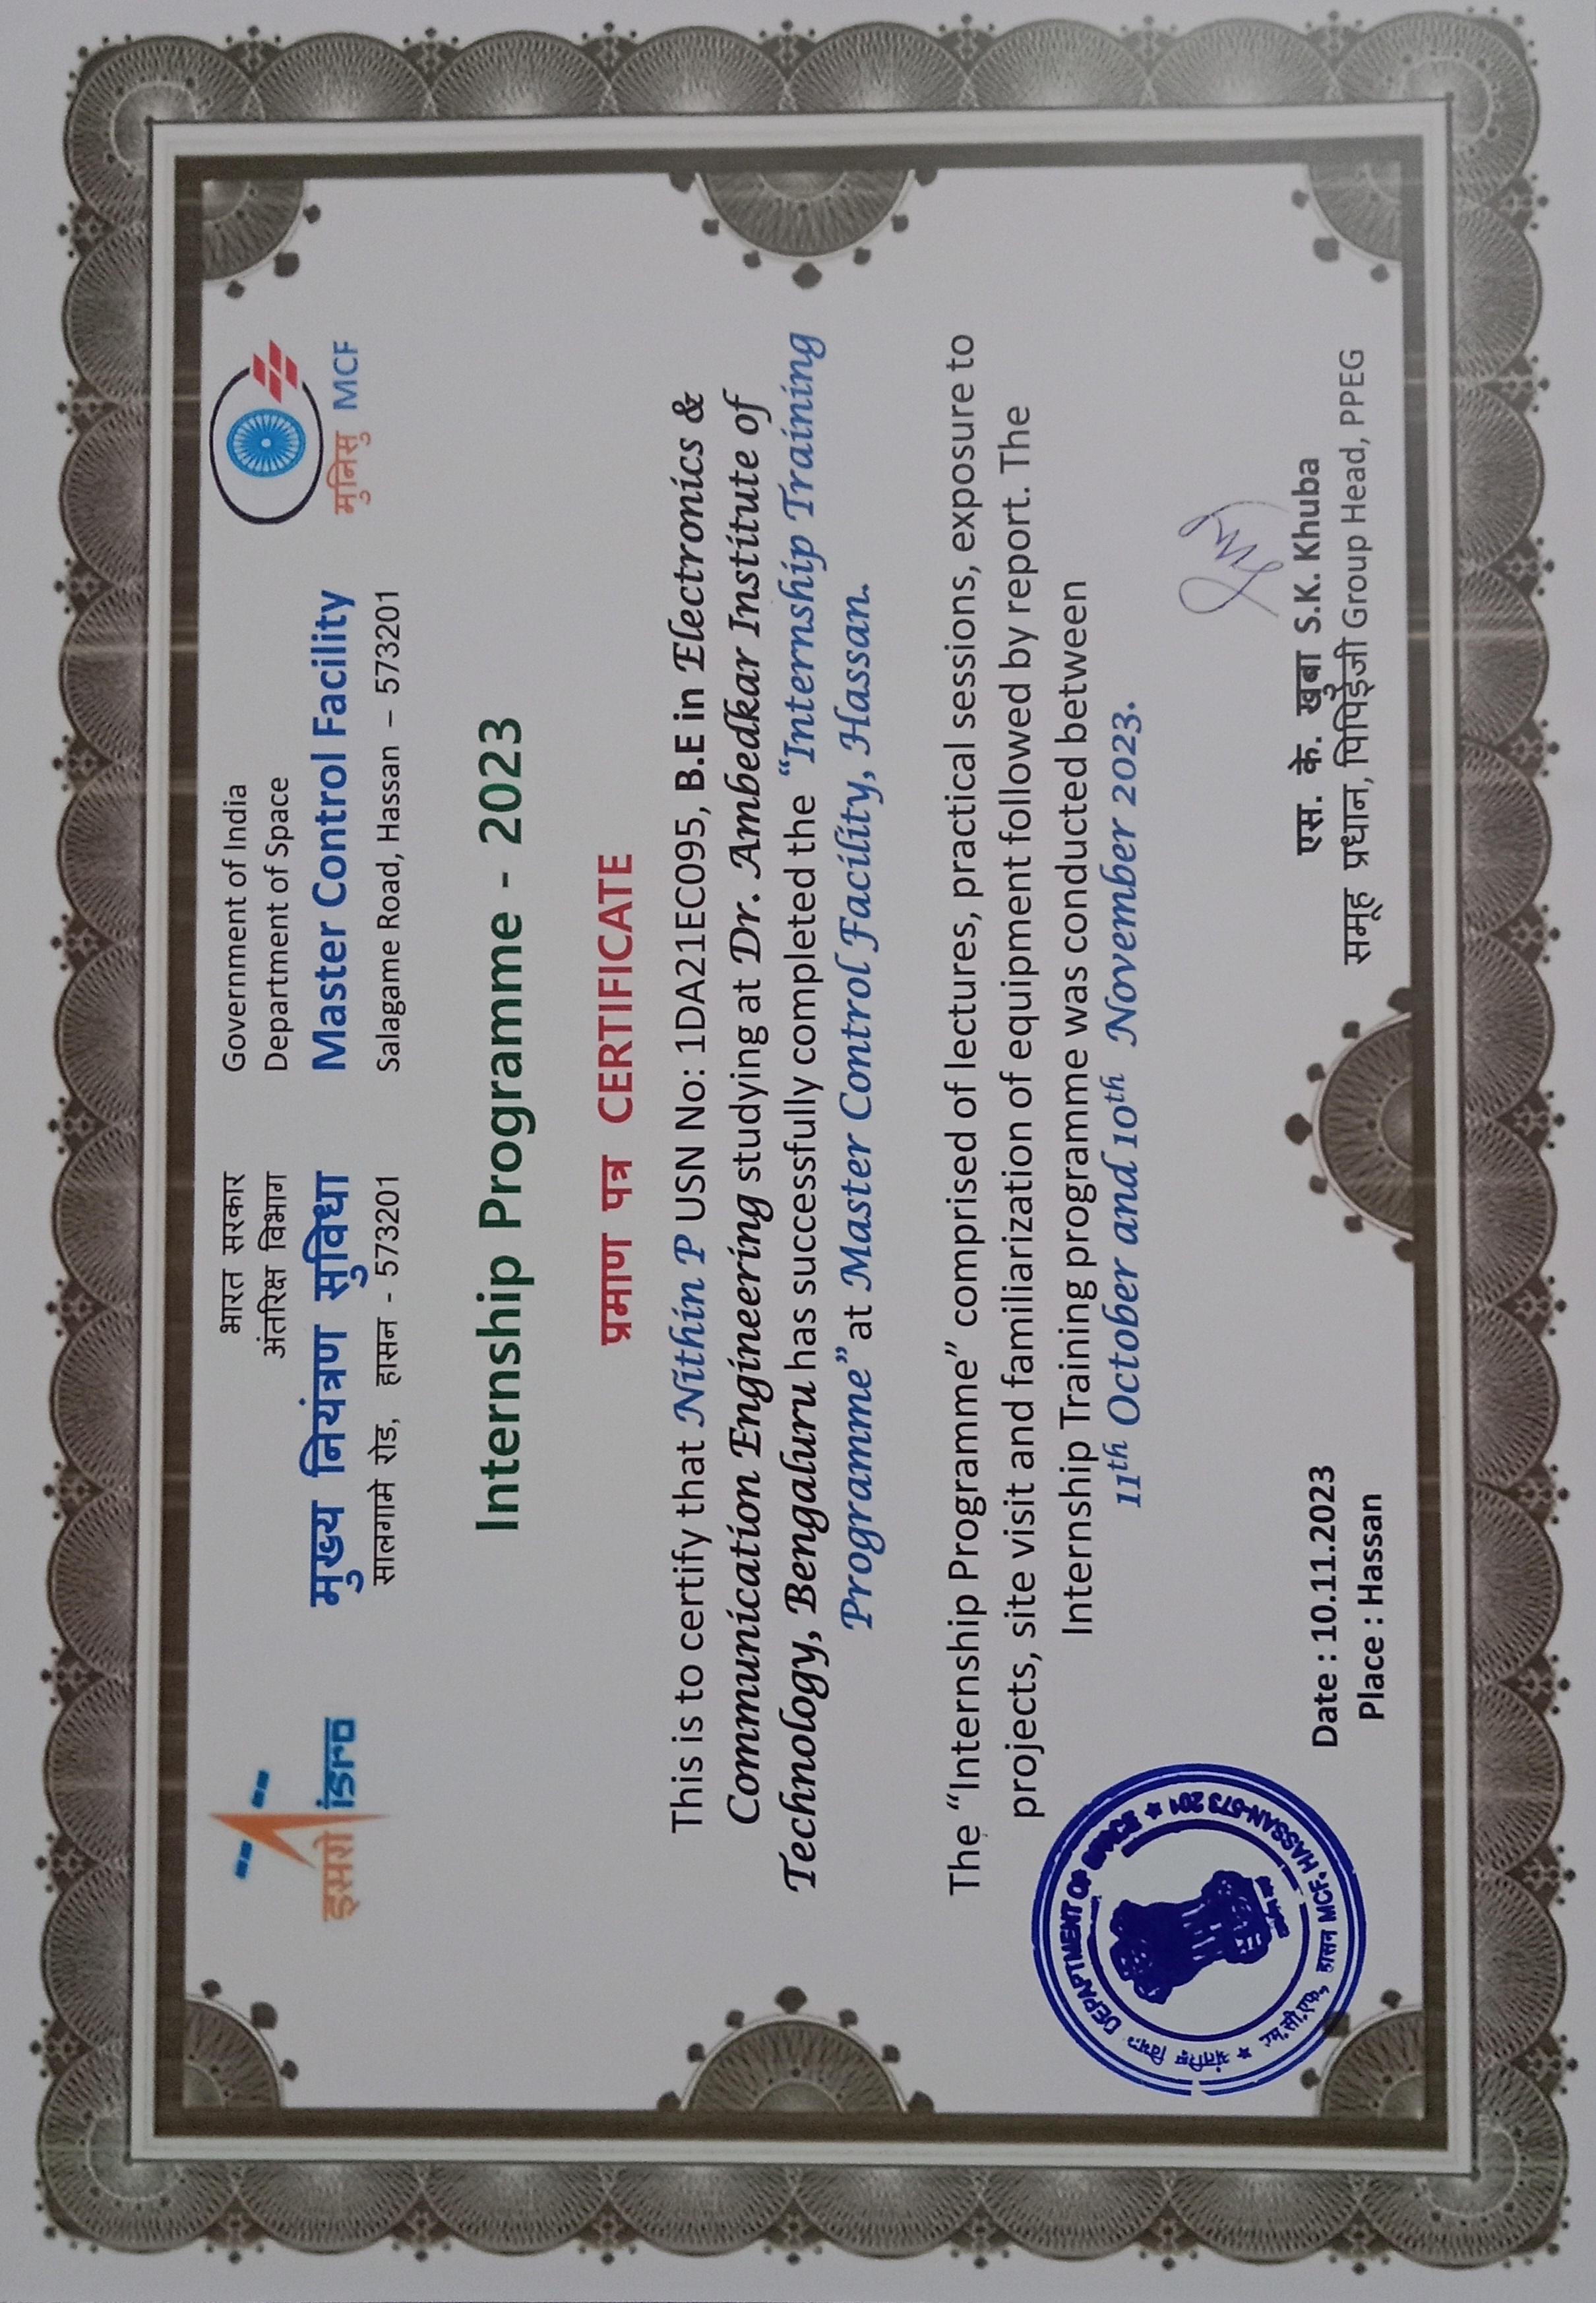 इसरो isro
भारत सरकार
अंतरिक्ष विभाग
मुख्य नियंत्रण सुविधा
सालगामे रोड, हासन - 573201
Government of India
Department of Space
Master Control Facility
Salagame Road, Hassan – 573201
मुनिसु MCF
Internship Programme - 2023
प्रमाण पत्र CERTIFICATE
This is to certify that Nithin P USN No: 1DA21EC095, B.E in Electronics &
Communication Engineering studying at Dr. Ambedkar Institute of
Technology, Bengaluru has successfully completed the “Internship Training
Programme” at Master Control Facility, Hassan.
The “Internship Programme” comprised of lectures, practical sessions, exposure to
projects, site visit and familiarization of equipment followed by report. The
Internship Training programme was conducted between
11th October and 10th November 2023.
अंतरिक्ष विभाग DEPARTMENT OF SPACE
एम.सी.एफ., हासन MCF, HASSAN-573 201
Date : 10.11.2023
Place : Hassan
एस. के. खुबा S.K. Khuba
समूह प्रधान, पिपिईजी Group Head, PPEG